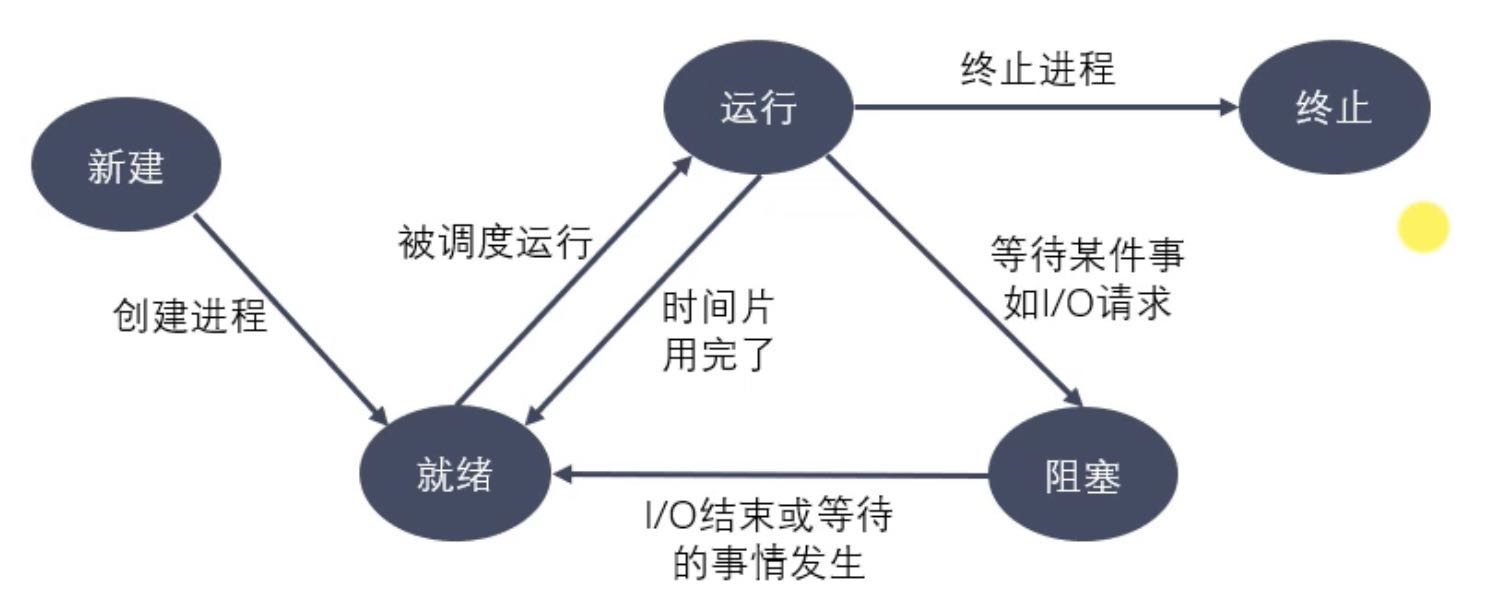 终止进程
运行
终止
新建
被调度运行
等待某件事
如I/O请求
创建进程
时间片
用完了
就绪
阻塞
I/O结束或等待
的事情发生